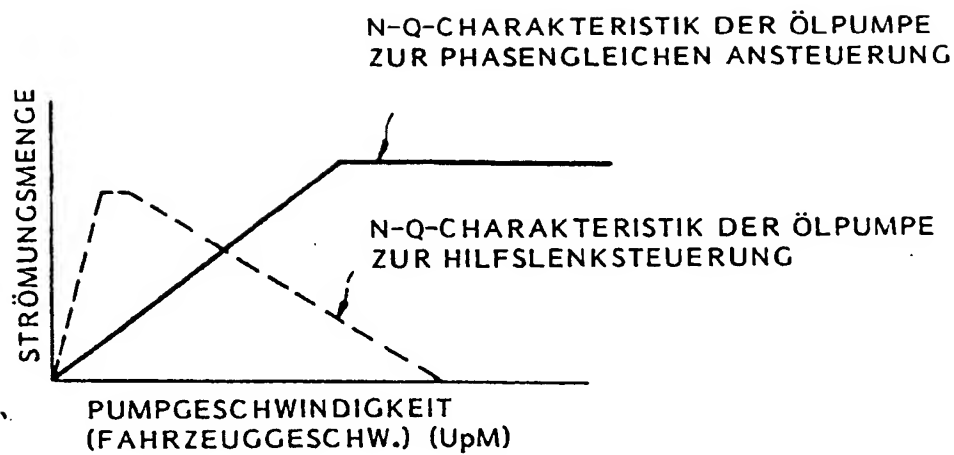 N-Q-CHARAKTERISTIK DER ÖLPUMPE
ZUR PHASENGLEICHEN ANSTEUERUNG
STRÖMUNGSMENGE
N-Q-CHARAKTERISTIK DER ÖLPUMPE
ZUR HILFSLENKSTEUERUNG
PUMPGESCHWINDIGKEIT
(FAHRZEUGGESCHW.) (UpM)